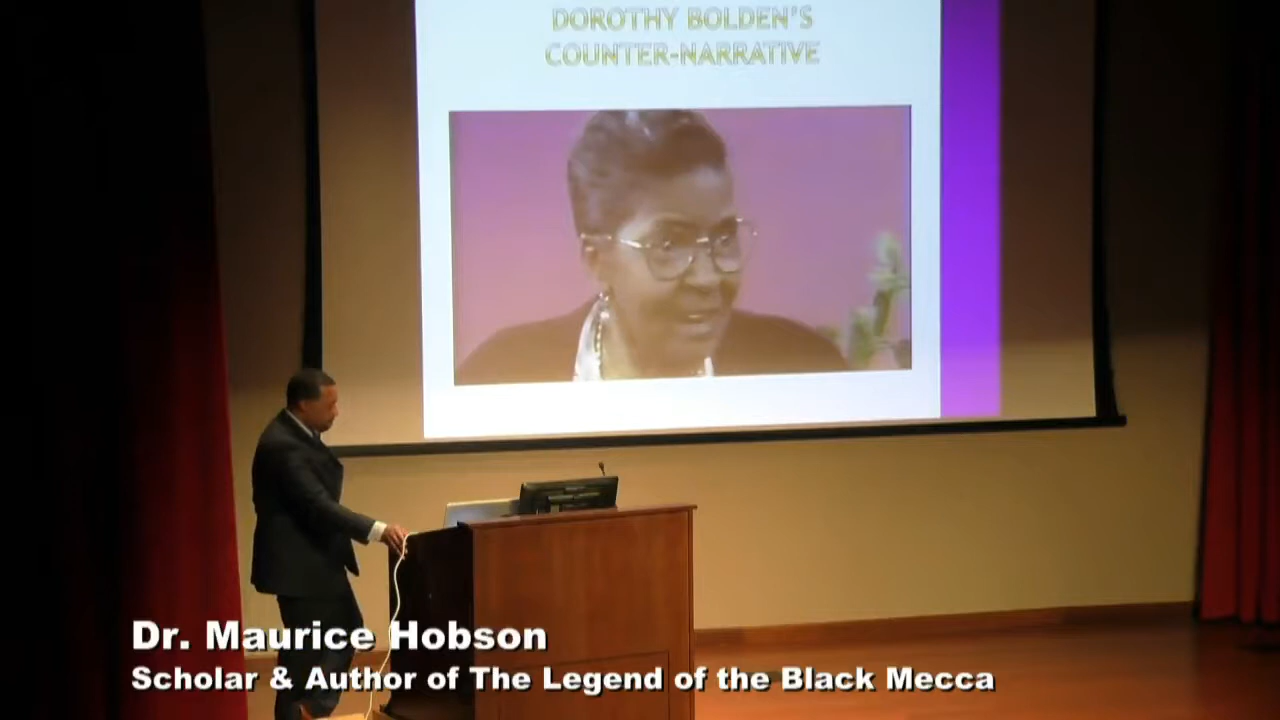 DOROTHY BOLDEN'S
COUNTER-NARRATIVE
Dr. Maurice Hobson
Scholar & Author of The Legend of the Black Mecca